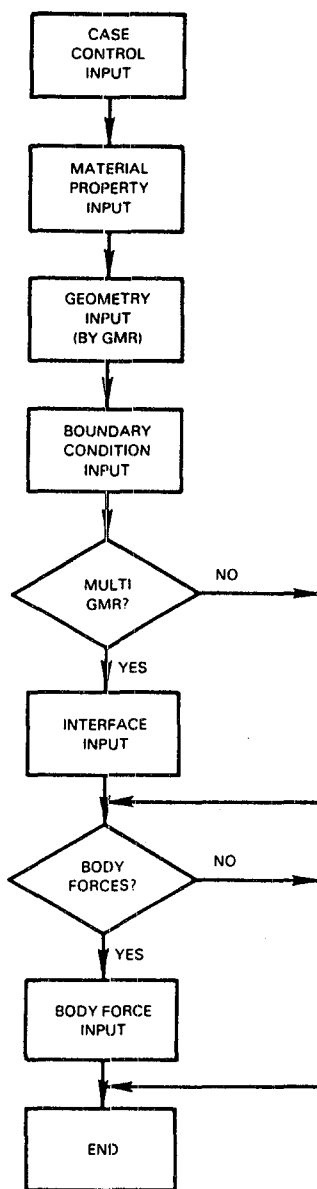 CASE
CONTROL
INPUT
MATERIAL
PROPERTY
INPUT
GEOMETRY
INPUT
(BY GMR)
BOUNDARY
CONDITION
INPUT
MULTI
GMR?
NO
YES
INTERFACE
INPUT
BODY
FORCES?
NO
YES
BODY FORCE
INPUT
END